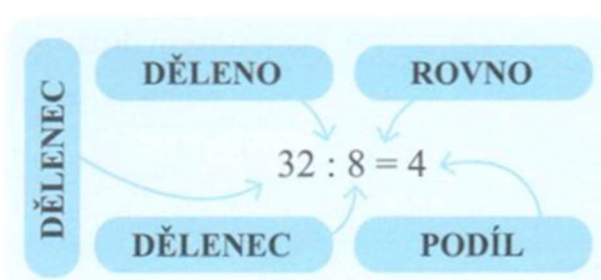 DĚLENEC
DĚLENO
ROVNO
32 : 8 = 4
DĚLENEC
PODÍL